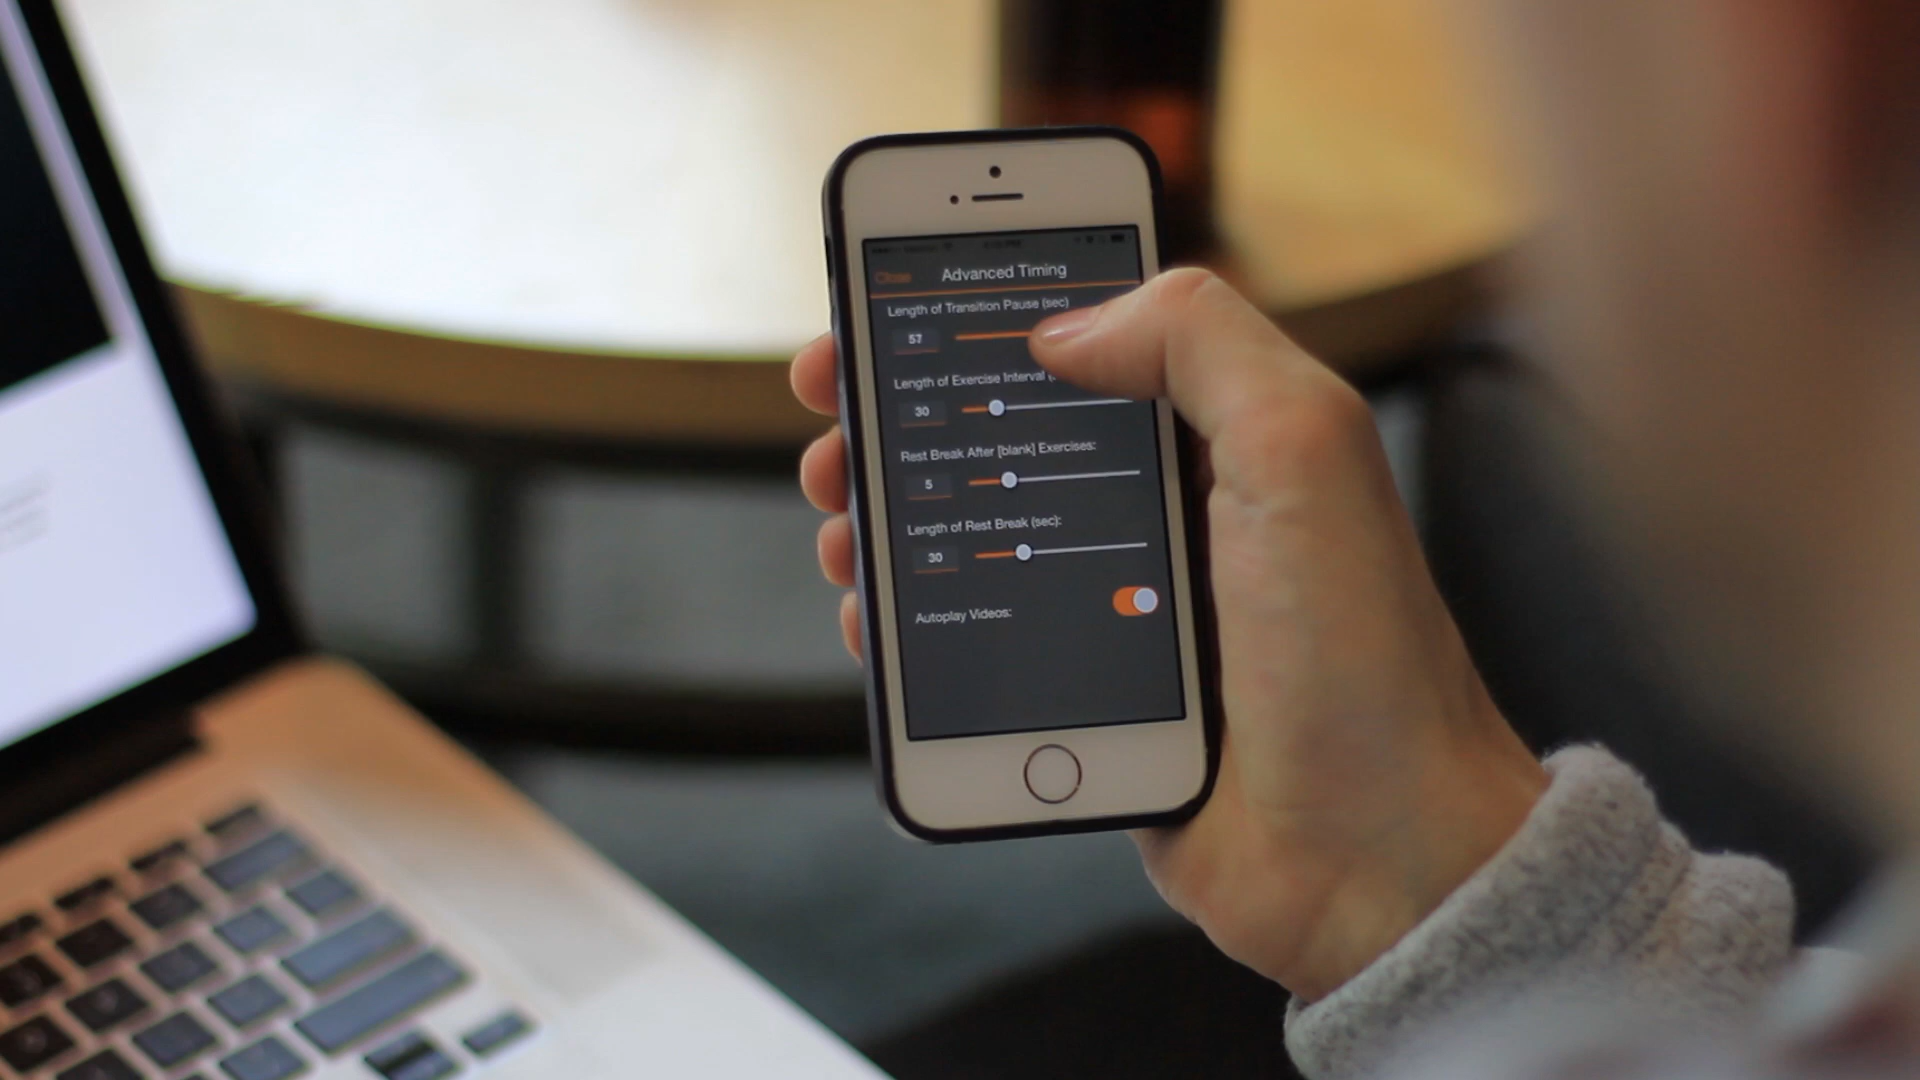 Close
Advanced Timing
Length of Transition Pause (sec)
57
Length of Exercise Interval
30
Rest Break After [blank] Exercises:
5
Length of Rest Break (sec):
30
Autoplay Videos: